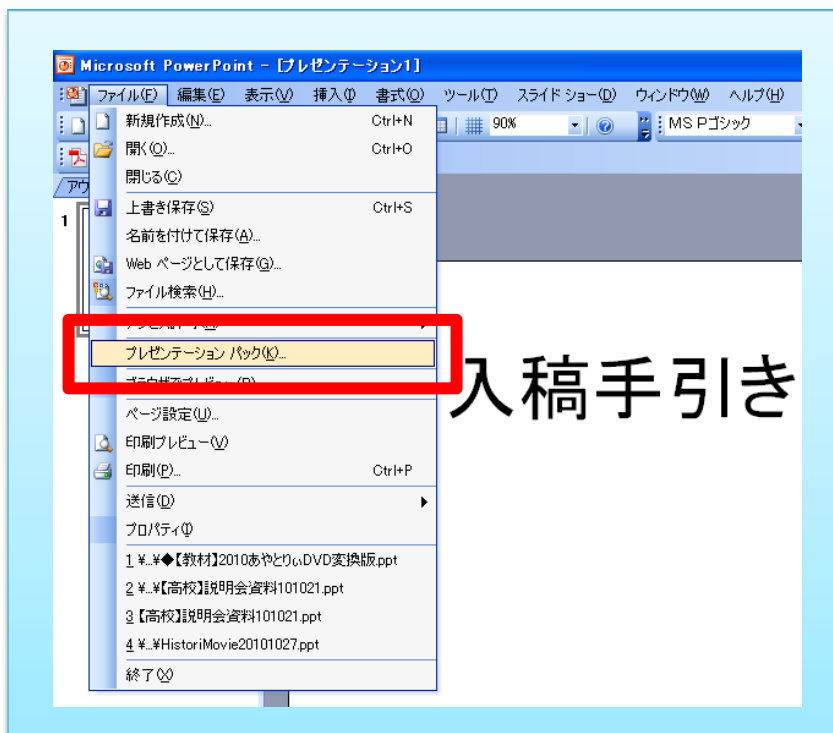 Microsoft PowerPoint - [プレゼンテーション1]
ファイル(F) 編集(E) 表示(V) 挿入(I) 書式(O) ツール(T) スライド ショー(D) ウィンドウ(W) ヘルプ(H)
90% MS Pゴシック
新規作成(N)... Ctrl+N
開く(O)... Ctrl+O
閉じる(C)
上書き保存(S) Ctrl+S
1
名前を付けて保存(A)...
Web ページとして保存(G)...
ファイル検索(H)...
プレゼンテーション パック(K)...
入稿手引き
ページ設定(U)...
印刷プレビュー(V)
印刷(P)... Ctrl+P
送信(D)
プロパティ(I)
1 ¥...¥◆【教材】2010あやとりぃDVD変換版.ppt
2 ¥...¥【高校】説明会資料101021.ppt
3 【高校】説明会資料101021.ppt
4 ¥...¥HistoriMovie20101027.ppt
終了(X)